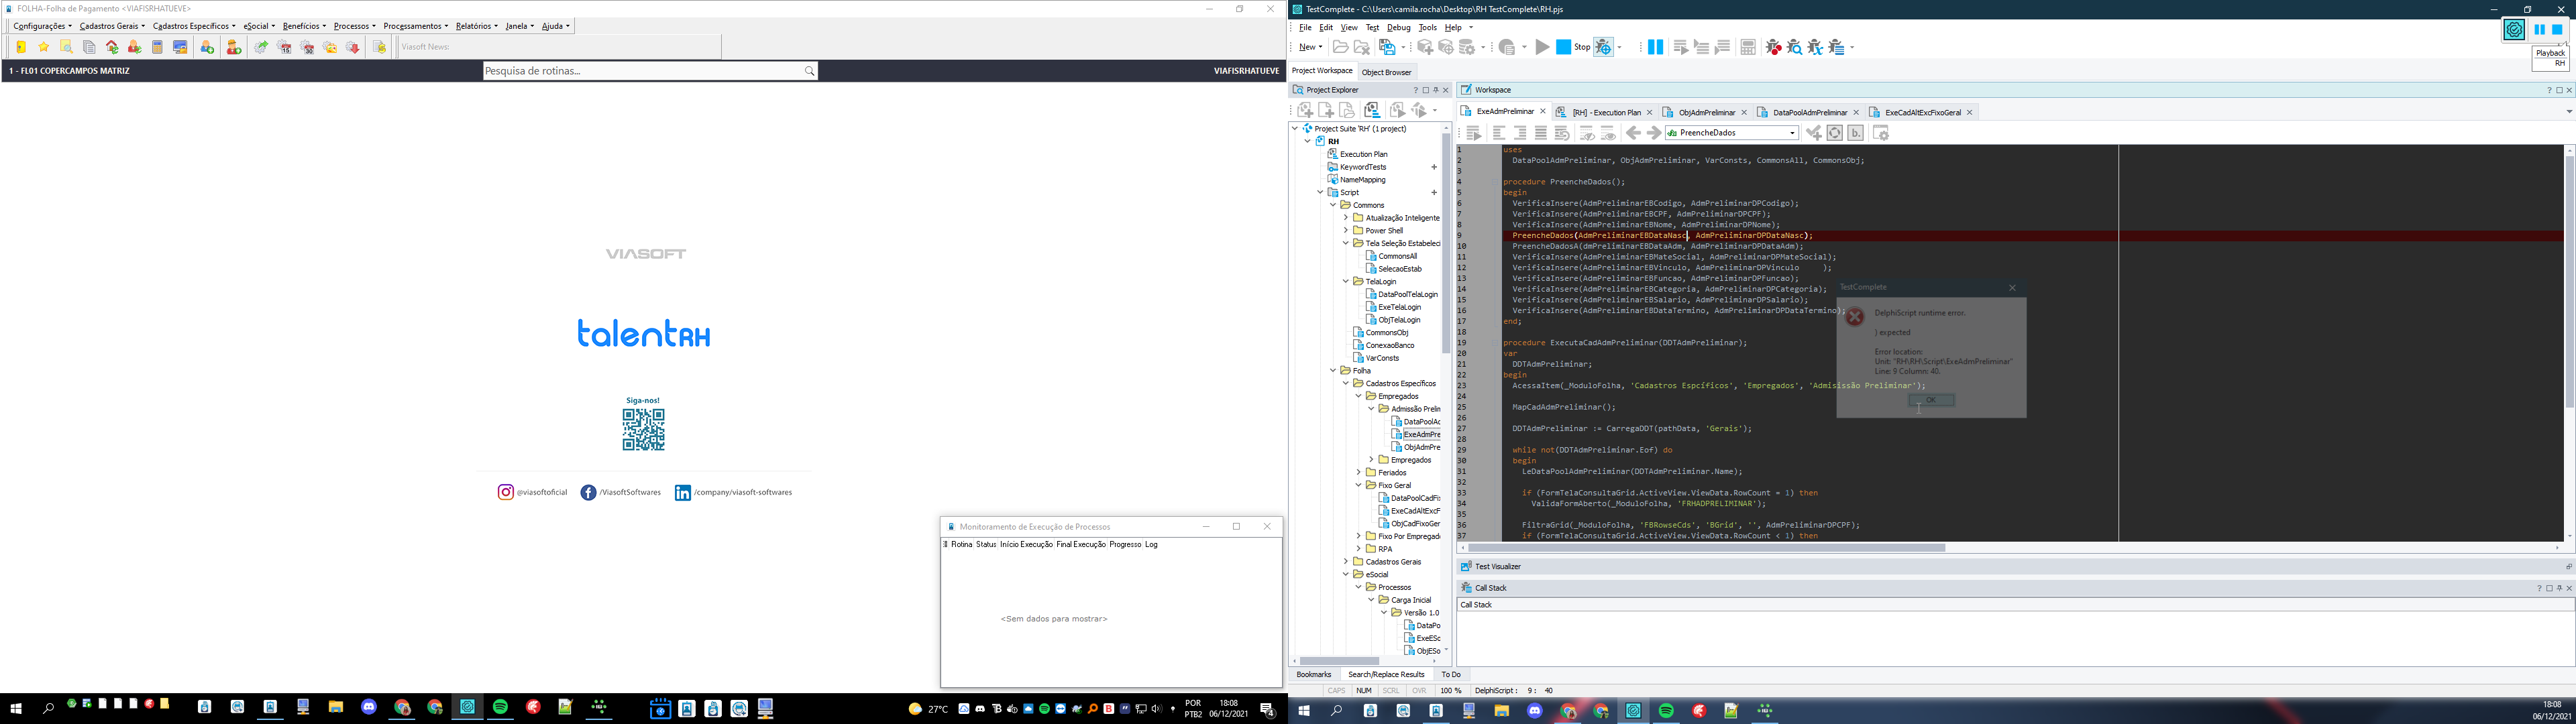 FOLHA-Folha de Pagamento <VIAFISRHATUEVE>
Configurações Cadastros Gerais Cadastros Específicos eSocial Benefícios Processos Processamentos Relatórios Janela Ajuda
Viasoft News:
1 - FL01 COPERCAMPOS MATRIZ
Pesquisa de rotinas...
VIAFISRHATUEVE
VIASOFT
talentRH
Siga-nos!
@viasoftoficial
/ViasoftSoftwares
/company/viasoft-softwares
Monitoramento de Execução de Processos
Rotina Status Início Execução Final Execução Progresso Log
<Sem dados para mostrar>
27°C
POR
PTB2
18:08
06/12/2021
4
TestComplete - C:\Users\camila.rocha\Desktop\RH TestComplete\RH.pjs
File Edit View Test Debug Tools Help
New
Stop
Playback
RH
Project Workspace Object Browser
Project Explorer
Project Suite 'RH' (1 project)
RH
Execution Plan
KeywordTests
NameMapping
Script
Commons
Atualização Inteligente
Power Shell
Tela Seleção Estabeleci
CommonsAll
SelecaoEstab
TelaLogin
DataPoolTelaLogin
ExeTelaLogin
ObjTelaLogin
CommonsObj
ConexaoBanco
VarConsts
Folha
Cadastros Específicos
Empregados
Admissão Prelin
DataPoolAc
ExeAdmPre
ObjAdmPre
Empregados
Feriados
Fixo Geral
DataPoolCadFi
ExeCadAltExcF
ObjCadFixoGer
Fixo Por Empregado
RPA
Cadastros Gerais
eSocial
Processos
Carga Inicial
Versão 1.0
DataPo
ExeESo
ObjESo
Bookmarks Search/Replace Results To Do
Workspace
ExeAdmPreliminar [RH] - Execution Plan ObjAdmPreliminar DataPoolAdmPreliminar ExeCadAltExcFixoGeral
PreencheDados
1 uses
2 DataPoolAdmPreliminar, ObjAdmPreliminar, VarConsts, CommonsAll, CommonsObj;
3
4 procedure PreencheDados();
5 begin
6 VerificaInsere(AdmPreliminarEBCodigo, AdmPreliminarDPCodigo);
7 VerificaInsere(AdmPreliminarEBCPF, AdmPreliminarDPCPF);
8 VerificaInsere(AdmPreliminarEBNome, AdmPreliminarDPNome);
9 PreencheDados(AdmPreliminarEBDataNasc, AdmPreliminarDPDataNasc);
10 PreencheDadosA(dmPreliminarEBDataAdm, AdmPreliminarDPDataAdm);
11 VerificaInsere(AdmPreliminarEBMateSocial, AdmPreliminarDPMateSocial);
12 VerificaInsere(AdmPreliminarEBVinculo, AdmPreliminarDPVinculo );
13 VerificaInsere(AdmPreliminarEBFuncao, AdmPreliminarDPFuncao);
14 VerificaInsere(AdmPreliminarEBCategoria, AdmPreliminarDPCategoria);
15 VerificaInsere(AdmPreliminarEBSalario, AdmPreliminarDPSalario);
16 VerificaInsere(AdmPreliminarEBDataTermino, AdmPreliminarDPDataTermino);
17 end;
18
19 procedure ExecutaCadAdmPreliminar(DDTAdmPreliminar);
20 var
21 DDTAdmPreliminar;
22 begin
23 AcessaItem(_ModuloFolha, 'Cadastros Espcíficos', 'Empregados', 'Admissão Preliminar');
24
25 MapCadAdmPreliminar();
26
27 DDTAdmPreliminar := CarregaDDT(pathData, 'Gerais');
28
29 while not(DDTAdmPreliminar.Eof) do
30 begin
31 LeDataPoolAdmPreliminar(DDTAdmPreliminar.Name);
32
33 if (FormTelaConsultaGrid.ActiveView.ViewData.RowCount = 1) then
34 ValidaFormAberto(_ModuloFolha, 'FRHADPRELIMINAR');
35
36 FiltraGrid(_ModuloFolha, 'FBRowseCds', 'BGrid', '', AdmPreliminarDPCPF);
37 if (FormTelaConsultaGrid.ActiveView.ViewData.RowCount < 1) then
TestComplete
DelphiScript runtime error.
) expected
Error location:
Unit: "RH\RH\Script\ExeAdmPreliminar"
Line: 9 Column: 40.
OK
Test Visualizer
Call Stack
Call Stack
CAPS NUM SCRL OVR 100 % DelphiScript : 9 : 40
18:08
06/12/2021